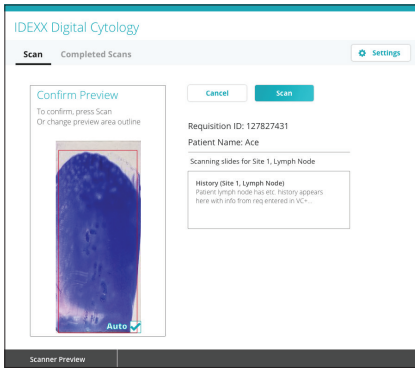 IDEXX Digital Cytology
Scan
Completed Scans
Settings
Confirm Preview
To confirm, press Scan
Or change preview area outline
Auto
Cancel
Scan
Requisition ID: 127827431
Patient Name: Ace
Scanning slides for Site 1, Lymph Node
History (Site 1, Lymph Node)
Patient lymph node has etc. history appears
here with info from req entered in VC+...
Scanner Preview